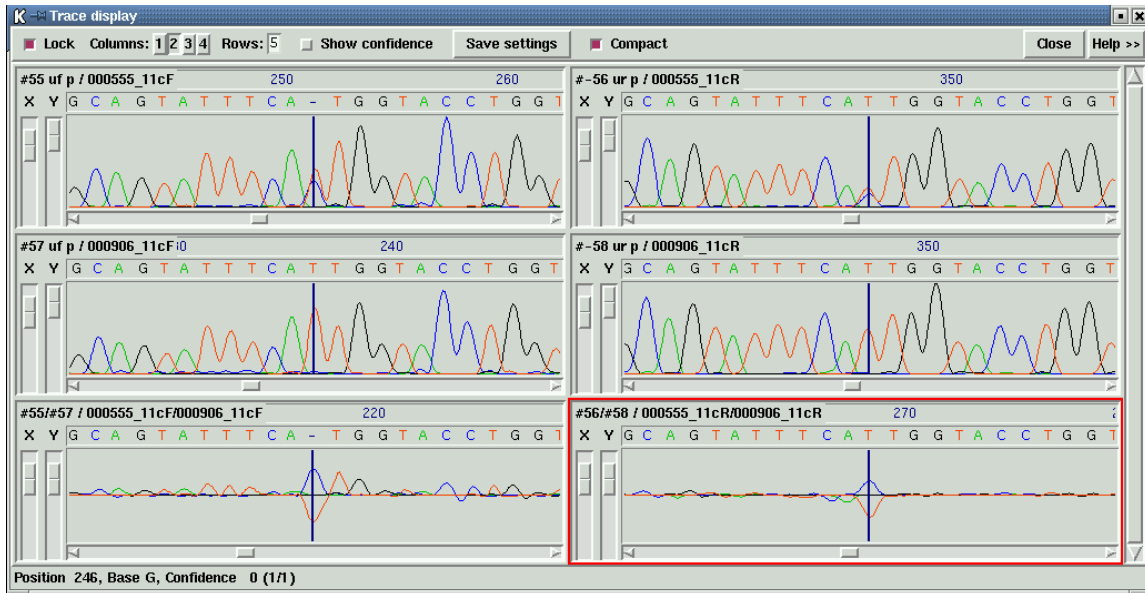 K Trace display
Lock Columns: 1 2 3 4 Rows: 5 Show confidence Save settings Compact Close Help >>
#55 uf p / 000555_11cF 250 260
X Y G C A G T A T T T C A - T G G T A C C T G G T
#-56 ur p / 000555_11cR 350
X Y G C A G T A T T T C A T T G G T A C C T G G T
#57 uf p / 000906_11cF 240
X Y G C A G T A T T T C A T T G G T A C C T G G T
#-58 ur p / 000906_11cR 350
X Y G C A G T A T T T C A T T G G T A C C T G G T
#55/#57 / 000555_11cF/000906_11cF 220
X Y G C A G T A T T T C A - T G G T A C C T G G T
#56/#58 / 000555_11cR/000906_11cR 270
X Y G C A G T A T T T C A T T G G T A C C T G G T
Position 246, Base G, Confidence 0 (1/1)